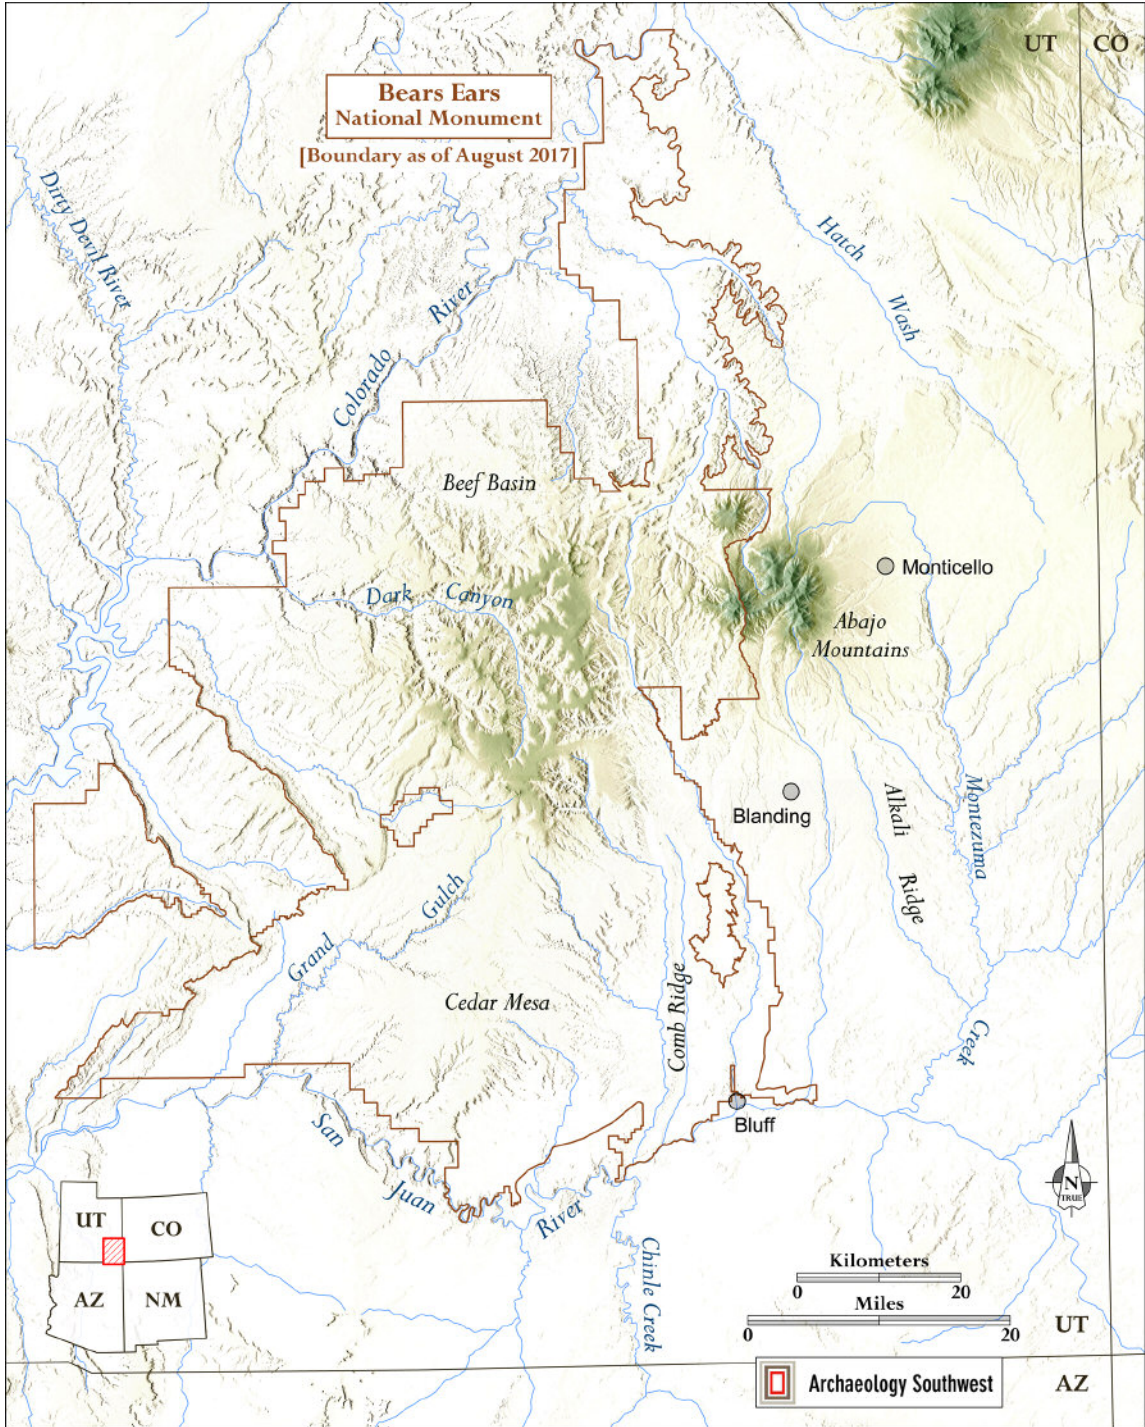 UT
CO
Bears Ears
National Monument
[Boundary as of August 2017]
Dirty Devil River
Hatch
Wash
River
Colorado
Beef Basin
Monticello
Dark
Canyon
Abajo
Mountains
Blanding
Alkali
Ridge
Montezuma
Creek
Gulch
Grand
Cedar Mesa
Comb Ridge
Bluff
San
Juan
River
Chinle Creek
N
TRUE
UT
CO
AZ
NM
Kilometers
0
20
Miles
0
20
UT
Archaeology Southwest
AZ